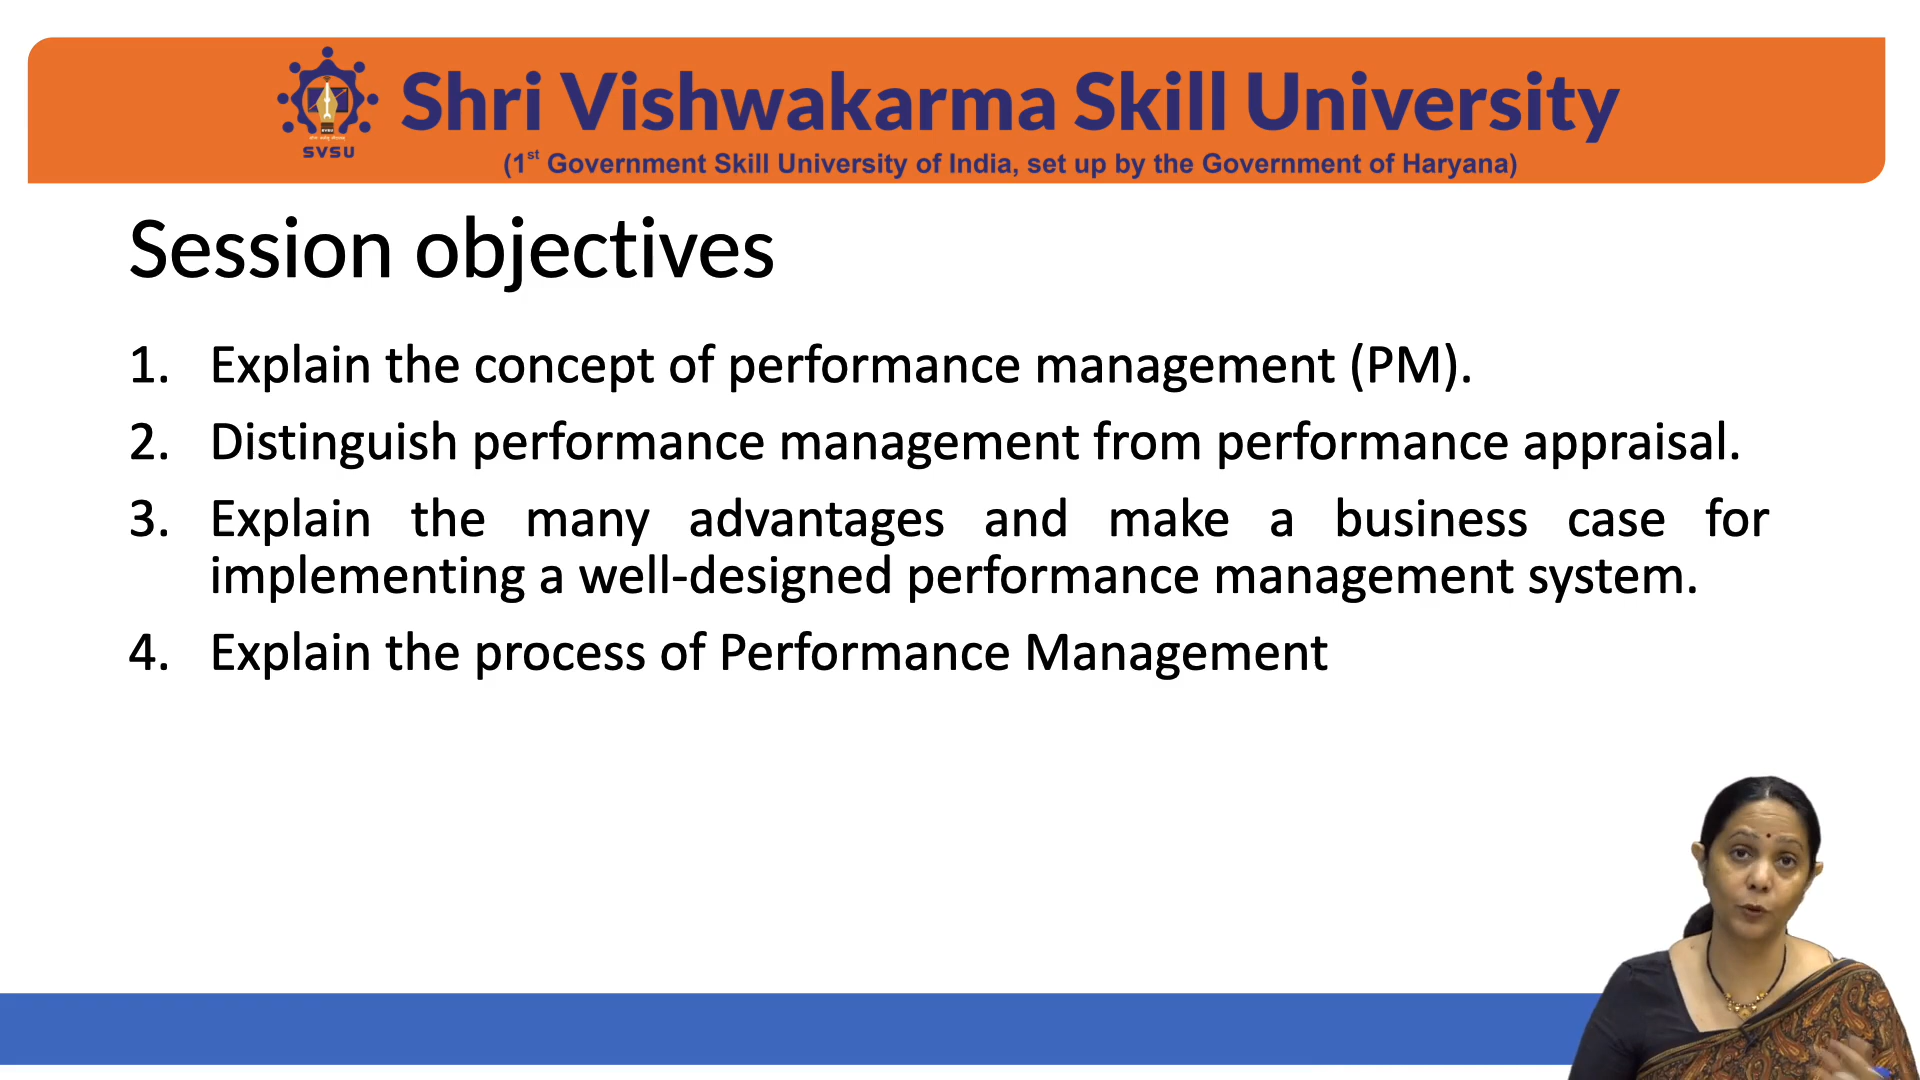 SVSU
Shri Vishwakarma Skill University
(1st Government Skill University of India, set up by the Government of Haryana)
Session objectives
1. Explain the concept of performance management (PM).
2. Distinguish performance management from performance appraisal.
3. Explain the many advantages and make a business case for
implementing a well-designed performance management system.
4. Explain the process of Performance Management